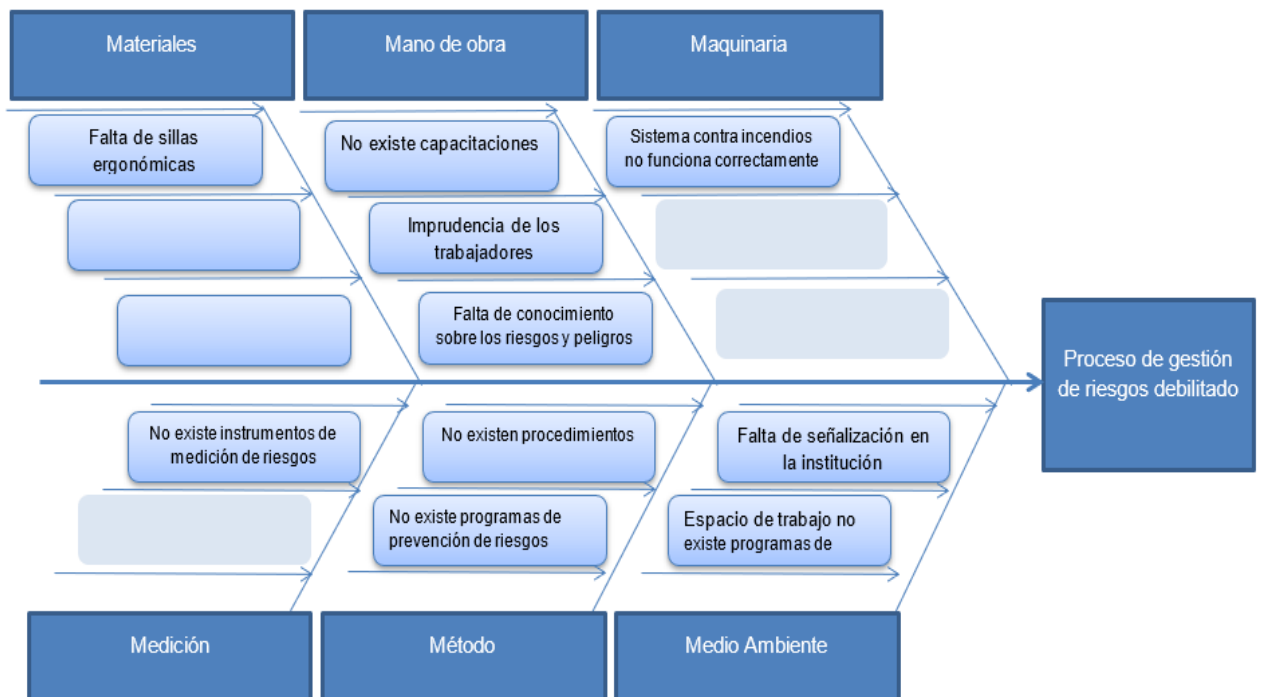 Materiales
Mano de obra
Maquinaria
Falta de sillas
ergonómicas
No existe capacitaciones
Sistema contra incendios
no funciona correctamente
Imprudencia de los
trabajadores
Falta de conocimiento
sobre los riesgos y peligros
Proceso de gestión
de riesgos debilitado
No existe instrumentos de
medición de riesgos
No existen procedimientos
Falta de señalización en
la institución
No existe programas de
prevención de riesgos
Espacio de trabajo no
existe programas de
Medición
Método
Medio Ambiente